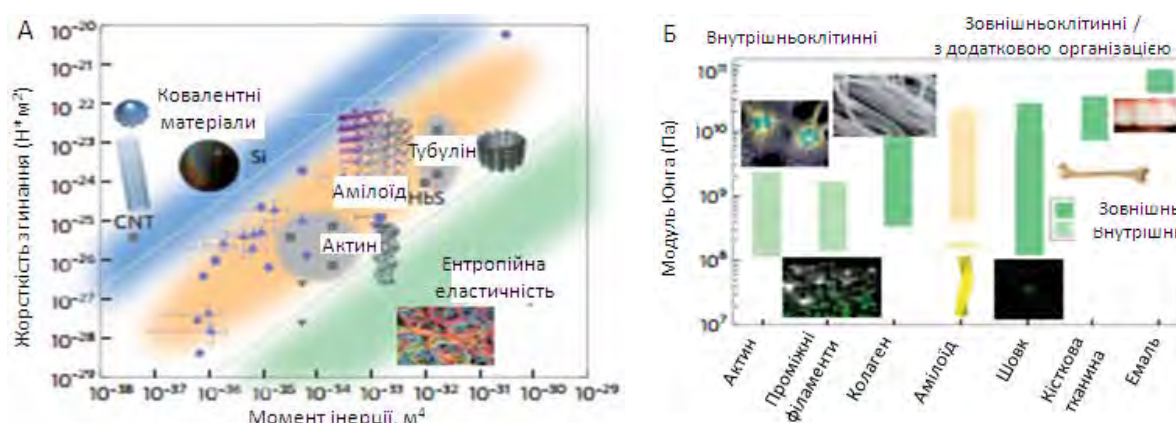 А
Жорсткість згинання (Н* м²)
10⁻²⁰
10⁻²¹
10⁻²²
10⁻²³
10⁻²⁴
10⁻²⁵
10⁻²⁶
10⁻²⁷
10⁻²⁸
10⁻²⁹
Ковалентні
матеріали
Si
CNT
Тубулін
Амілоїд
HbS
Актин
Ентропійна
еластичність
10⁻³⁸ 10⁻³⁷ 10⁻³⁶ 10⁻³⁵ 10⁻³⁴ 10⁻³³ 10⁻³² 10⁻³¹ 10⁻³⁰ 10⁻²⁹
Момент інерції, м⁴
Б
Внутрішньоклітинні
Зовнішньоклітинні /
з додатковою організацією
Модуль Юнга (Па)
10¹¹
10¹⁰
10⁹
10⁸
10⁷
Зовнішн
Внутрішн
Актин
Проміжні
філаменти
Колаген
Амілоїд
Шовк
Кісткова
тканина
Емаль